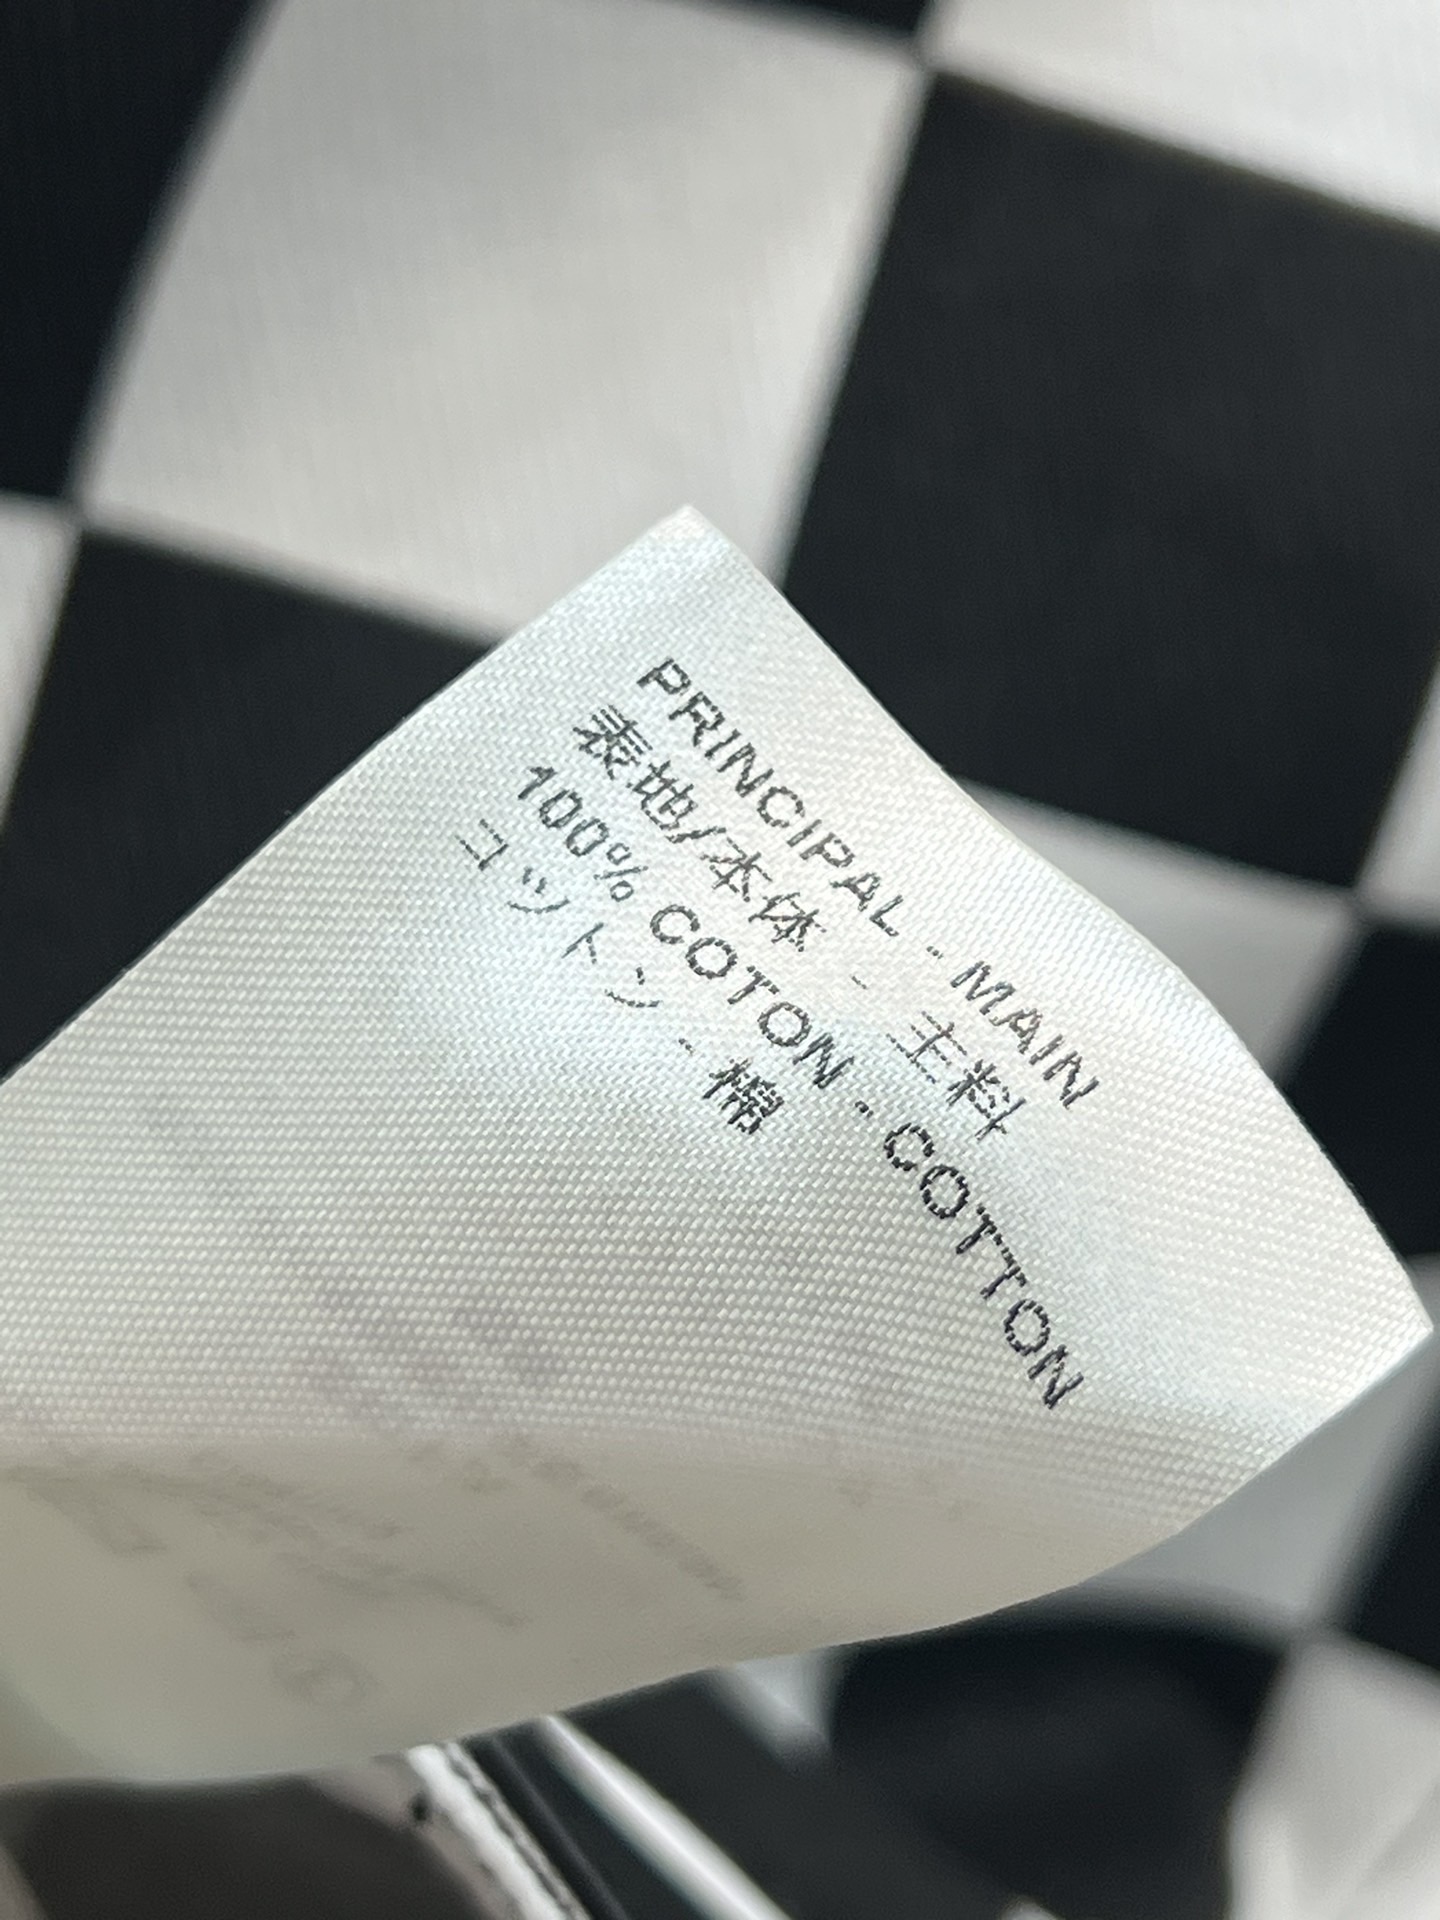 PRINCIPAL - MAIN
表地/本体 - 主料
100% COTON - COTTON
コットン - 棉